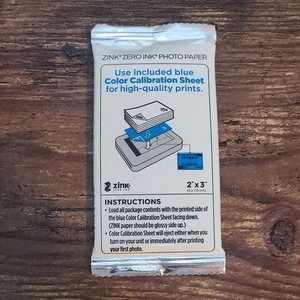 ZINK® ZERO INK® PHOTO PAPER
Use included blue
Color Calibration Sheet
for high-quality prints.
10x
1x
zink
2"x 3"
INSTRUCTIONS
• Load all package contents with the printed side of
the blue Color Calibration Sheet facing down.
(ZINK paper should be glossy side up.)
• Color Calibration Sheet will eject either when you
turn on your unit or immediately after printing
your first photo.